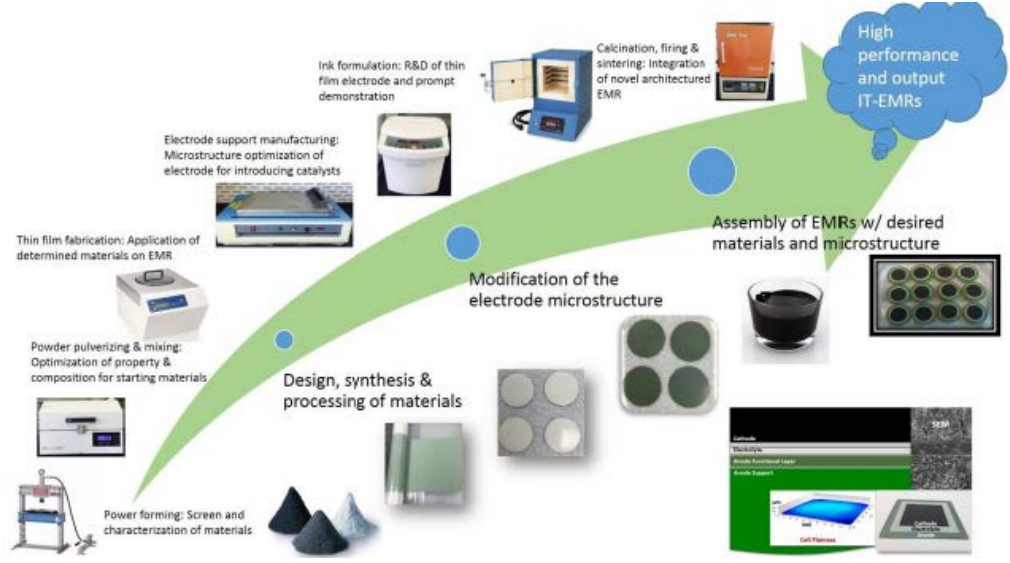 High
performance
and output
IT-EMRs
Calcination, firing &
sintering: Integration
of novel architectured
EMR
Ink formulation: R&D of thin
film electrode and prompt
demonstration
Electrode support manufacturing:
Microstructure optimization of
electrode for introducing catalysts
Thin film fabrication: Application of
determined materials on EMR
Powder pulverizing & mixing:
Optimization of property &
composition for starting materials
Power forming: Screen and
characterization of materials
Design, synthesis &
processing of materials
Modification of the
electrode microstructure
Assembly of EMRs w/ desired
materials and microstructure
Cathode
Electrolyte
Anode Functional Layer
Anode Support
SEM
Cell Flatness
Cathode
Electrolyte
Anode